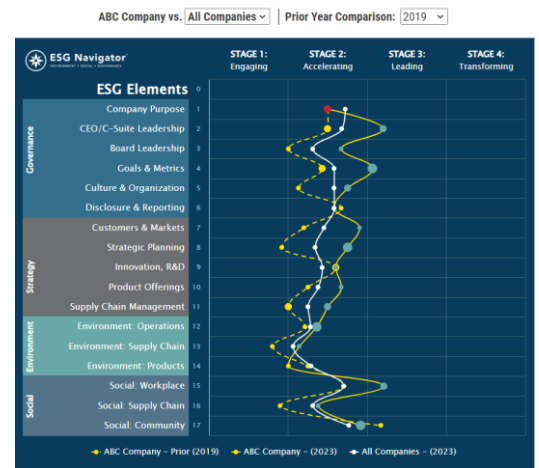 ABC Company vs. All Companies Prior Year Comparison: 2019
ESG Navigator
ENVIRONMENT • SOCIAL • GOVERNANCE
STAGE 1: STAGE 2: STAGE 3: STAGE 4:
Engaging Accelerating Leading Transforming
ESG Elements 0
Governance
Company Purpose 1
CEO/C-Suite Leadership 2
Board Leadership 3
Goals & Metrics 4
Culture & Organization 5
Disclosure & Reporting 6
Strategy
Customers & Markets 7
Strategic Planning 8
Innovation, R&D 9
Product Offerings 10
Supply Chain Management 11
Environment
Environment: Operations 12
Environment: Supply Chain 13
Environment: Products 14
Social
Social: Workplace 15
Social: Supply Chain 16
Social: Community 17
ABC Company - Prior (2019) ABC Company - (2023) All Companies - (2023)